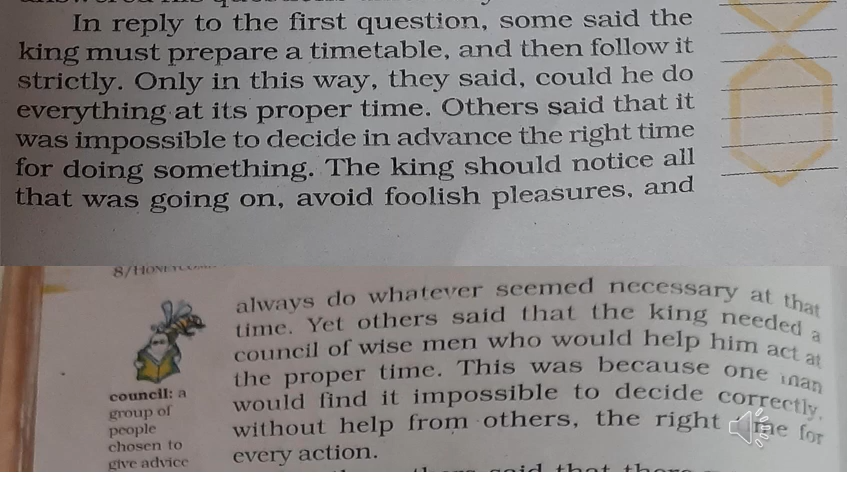 In reply to the first question, some said the
king must prepare a timetable, and then follow it
strictly. Only in this way, they said, could he do
everything at its proper time. Others said that it
was impossible to decide in advance the right time
for doing something. The king should notice all
that was going on, avoid foolish pleasures, and
8/
always do whatever seemed necessary at that
time. Yet others said that the king needed a
council of wise men who would help him act at
the proper time. This was because one man
would find it impossible to decide correctly,
without help from others, the right for
every action.
council: a
group of
people
chosen to
give advice